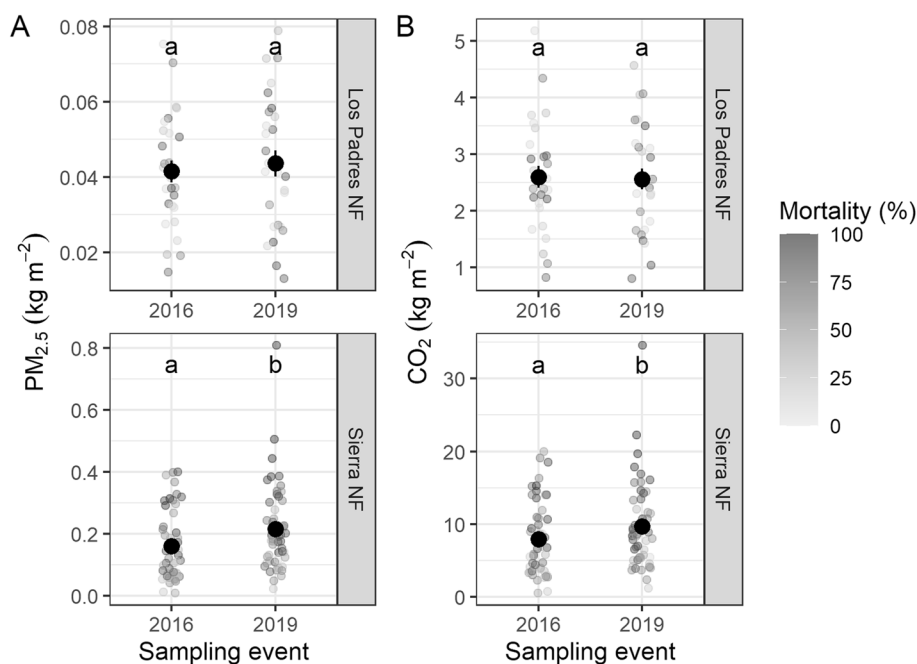 A
B
0.08
0.06
0.04
0.02
a
a
Los Padres NF
2016
2019
5
4
3
2
1
a
a
Los Padres NF
2016
2019
PM2.5 (kg m−2)
0.8
0.6
0.4
0.2
0.0
a
b
Sierra NF
2016
2019
Sampling event
CO2 (kg m−2)
30
20
10
0
a
b
Sierra NF
2016
2019
Sampling event
Mortality (%)
100
75
50
25
0